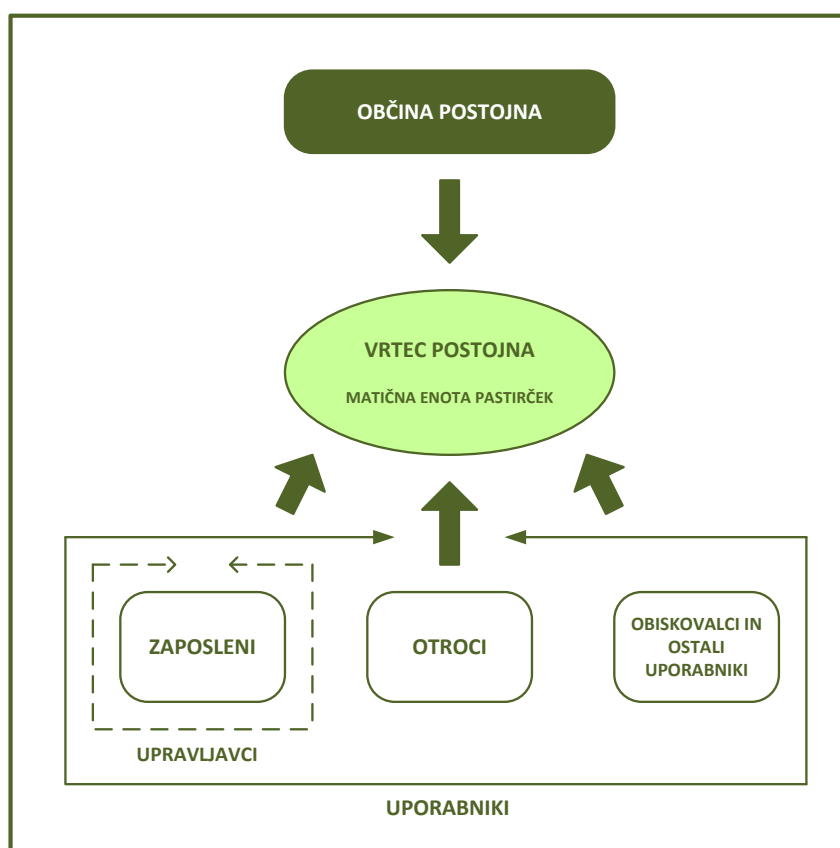 OBČINA POSTOJNA
VRTEC POSTOJNA
MATIČNA ENOTA PASTIRČEK
ZAPOSLENI
OTROCI
OBISKOVALCI IN
OSTALI
UPORABNIKI
UPRAVLJAVCI
UPORABNIKI